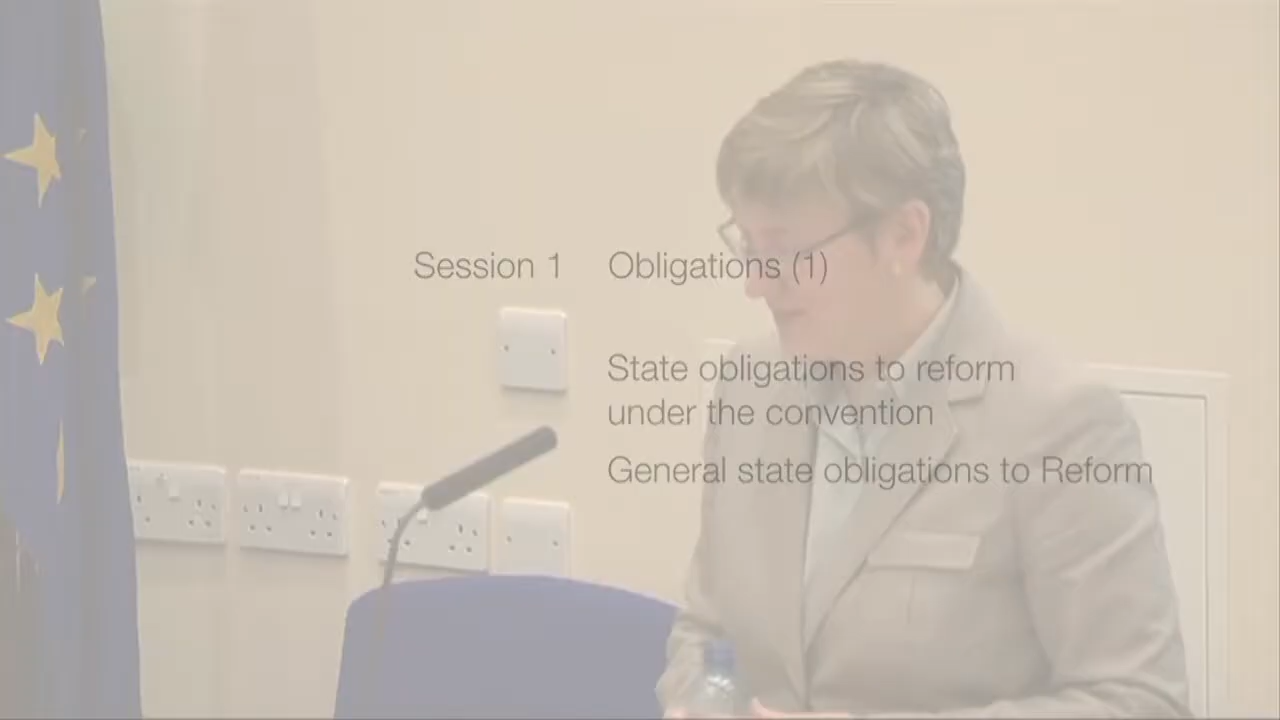 Session 1 Obligations (1)
State obligations to reform
under the convention
General state obligations to Reform